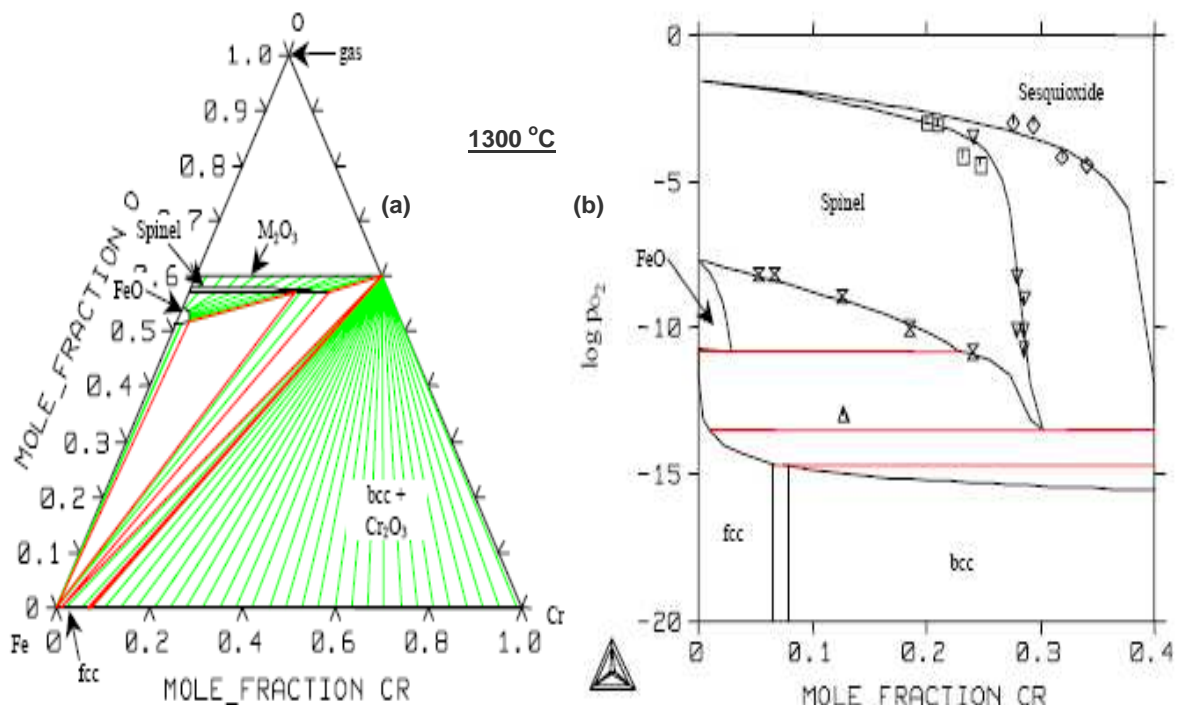 O
1.0
gas
0.9
1300 °C
0.8
MOLE_FRACTION O
(a)
Spinel
M₂O₃
FeO
0.5
0.4
0.3
0.2
0.1
0
bcc +
Cr₂O₃
Fe
Cr
0
0.2
0.4
0.6
0.8
1.0
fcc
MOLE_FRACTION CR
(b)
0
-5
-10
-15
-20
log po₂
Sesquioxide
Spinel
FeO
fcc
bcc
0
0.1
0.2
0.3
0.4
MOLE FRACTION CR